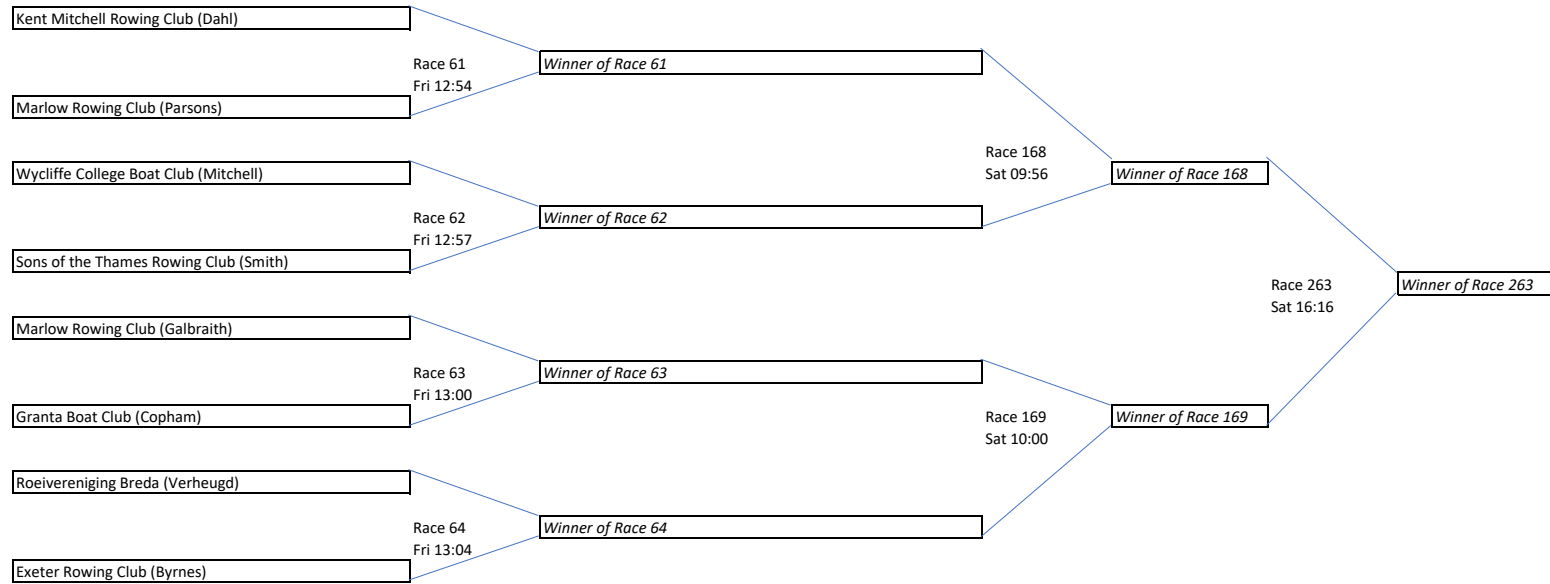 Kent Mitchell Rowing Club (Dahl)
Race 61
Fri 12:54
Winner of Race 61
Marlow Rowing Club (Parsons)
Race 168
Sat 09:56
Wycliffe College Boat Club (Mitchell)
Winner of Race 168
Race 62
Fri 12:57
Winner of Race 62
Sons of the Thames Rowing Club (Smith)
Race 263
Sat 16:16
Winner of Race 263
Marlow Rowing Club (Galbraith)
Race 63
Fri 13:00
Winner of Race 63
Granta Boat Club (Copham)
Race 169
Sat 10:00
Winner of Race 169
Roeivereniging Breda (Verheugd)
Race 64
Fri 13:04
Winner of Race 64
Exeter Rowing Club (Byrnes)